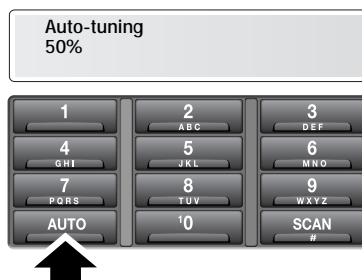 Auto-tuning
50%
1 2 3
ABC DEF
4 5 6
GHI JKL MNO
7 8 9
PQRS TUV WXYZ
AUTO 10 SCAN
#